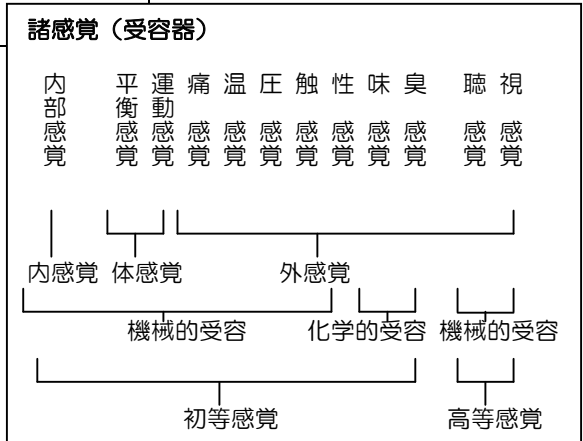 諸感覚（受容器）
内部感覚
平衡感覚
運動感覚
痛感覚
温感覚
圧感覚
触感覚
性感覚
味感覚
臭感覚
聴感覚
視感覚
内感覚 体感覚 外感覚
機械的受容 化学的受容 機械的受容
初等感覚 高等感覚